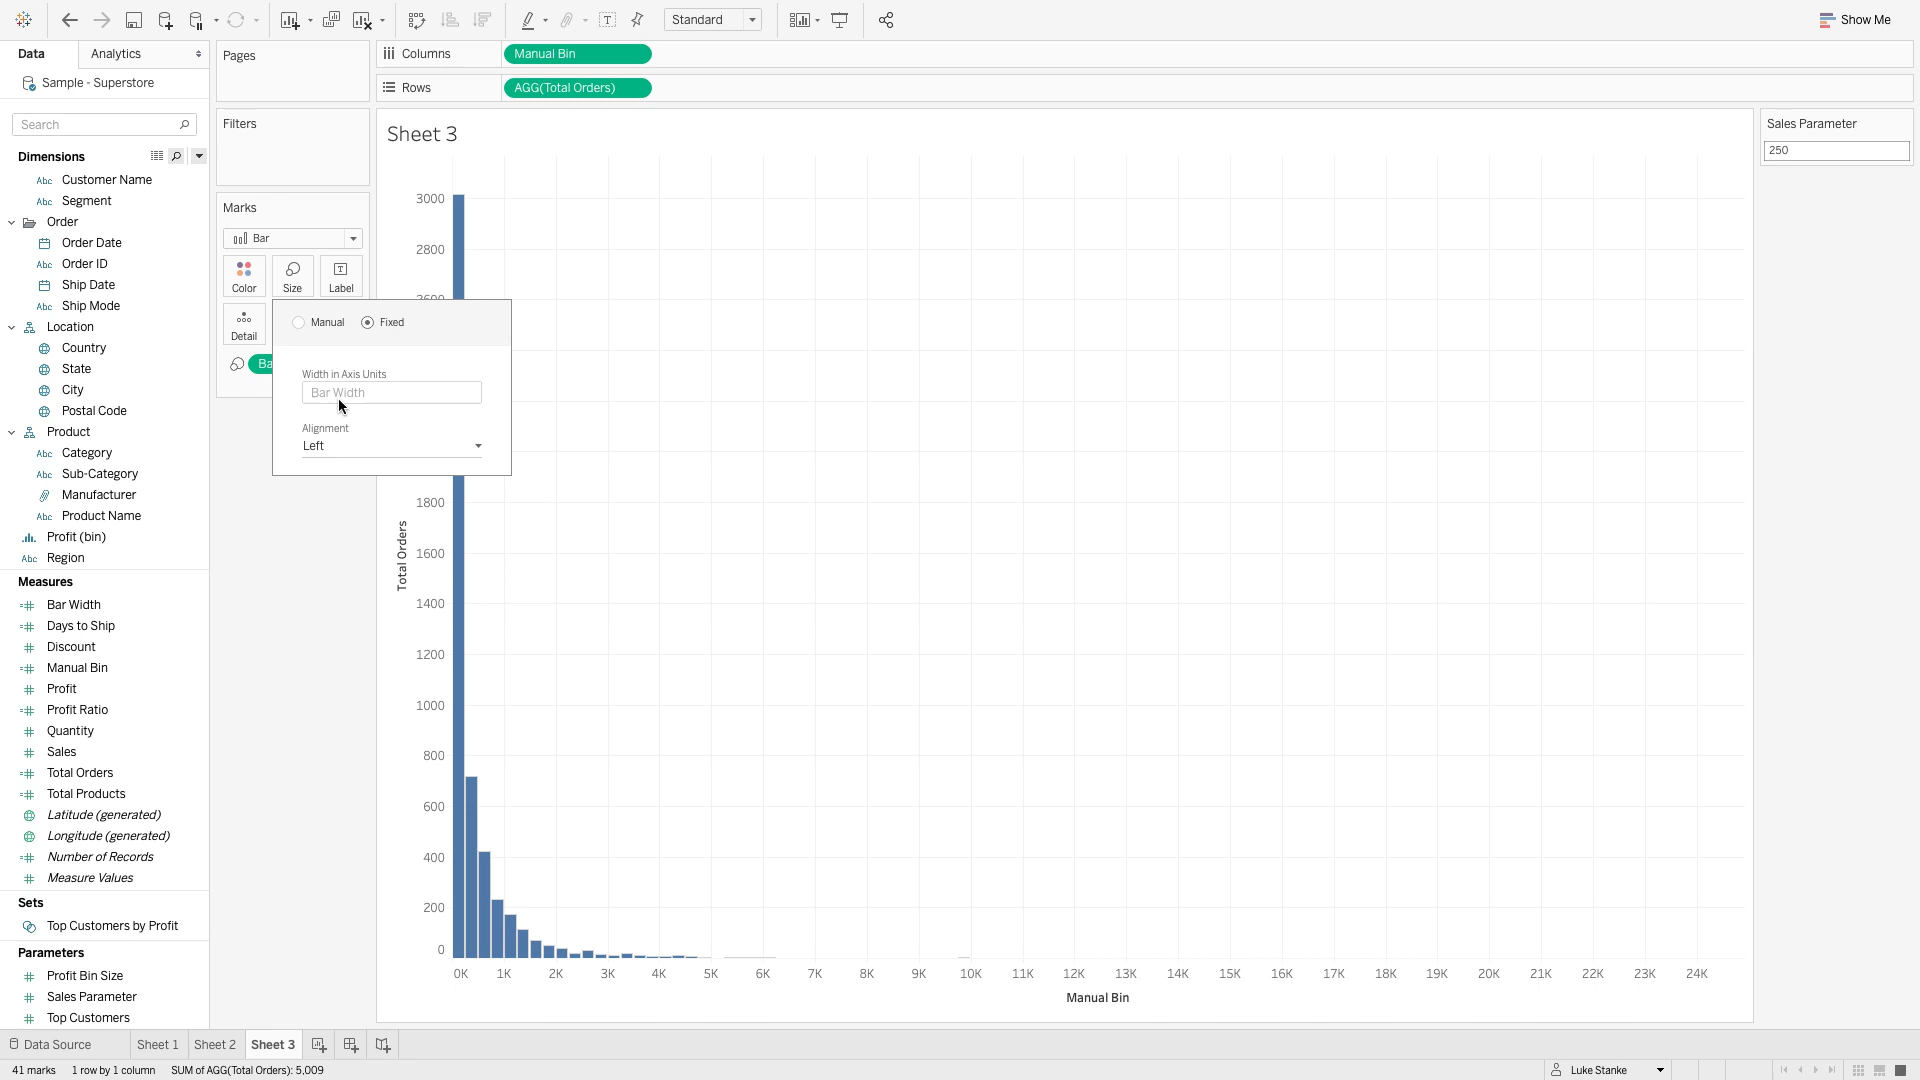 Standard
Show Me
Data
Analytics
Sample - Superstore
Search
Dimensions
Abc Customer Name
Abc Segment
Order
Order Date
Abc Order ID
Ship Date
Abc Ship Mode
Location
Country
State
City
Postal Code
Product
Abc Category
Abc Sub-Category
Manufacturer
Abc Product Name
Profit (bin)
Abc Region
Measures
Bar Width
Days to Ship
Discount
Manual Bin
Profit
Profit Ratio
Quantity
Sales
Total Orders
Total Products
Latitude (generated)
Longitude (generated)
Number of Records
Measure Values
Sets
Top Customers by Profit
Parameters
Profit Bin Size
Sales Parameter
Top Customers
Pages
Filters
Marks
Bar
Color
Size
Label
Detail
Manual
Fixed
Width in Axis Units
Bar Width
Alignment
Left
Columns
Manual Bin
Rows
AGG(Total Orders)
Sheet 3
3000
2800
1800
1600
1400
1200
1000
800
600
400
200
0
Total Orders
0K 1K 2K 3K 4K 5K 6K 7K 8K 9K 10K 11K 12K 13K 14K 15K 16K 17K 18K 19K 20K 21K 22K 23K 24K
Manual Bin
Sales Parameter
250
Data Source
Sheet 1
Sheet 2
Sheet 3
41 marks
1 row by 1 column
SUM of AGG(Total Orders): 5,009
Luke Stanke